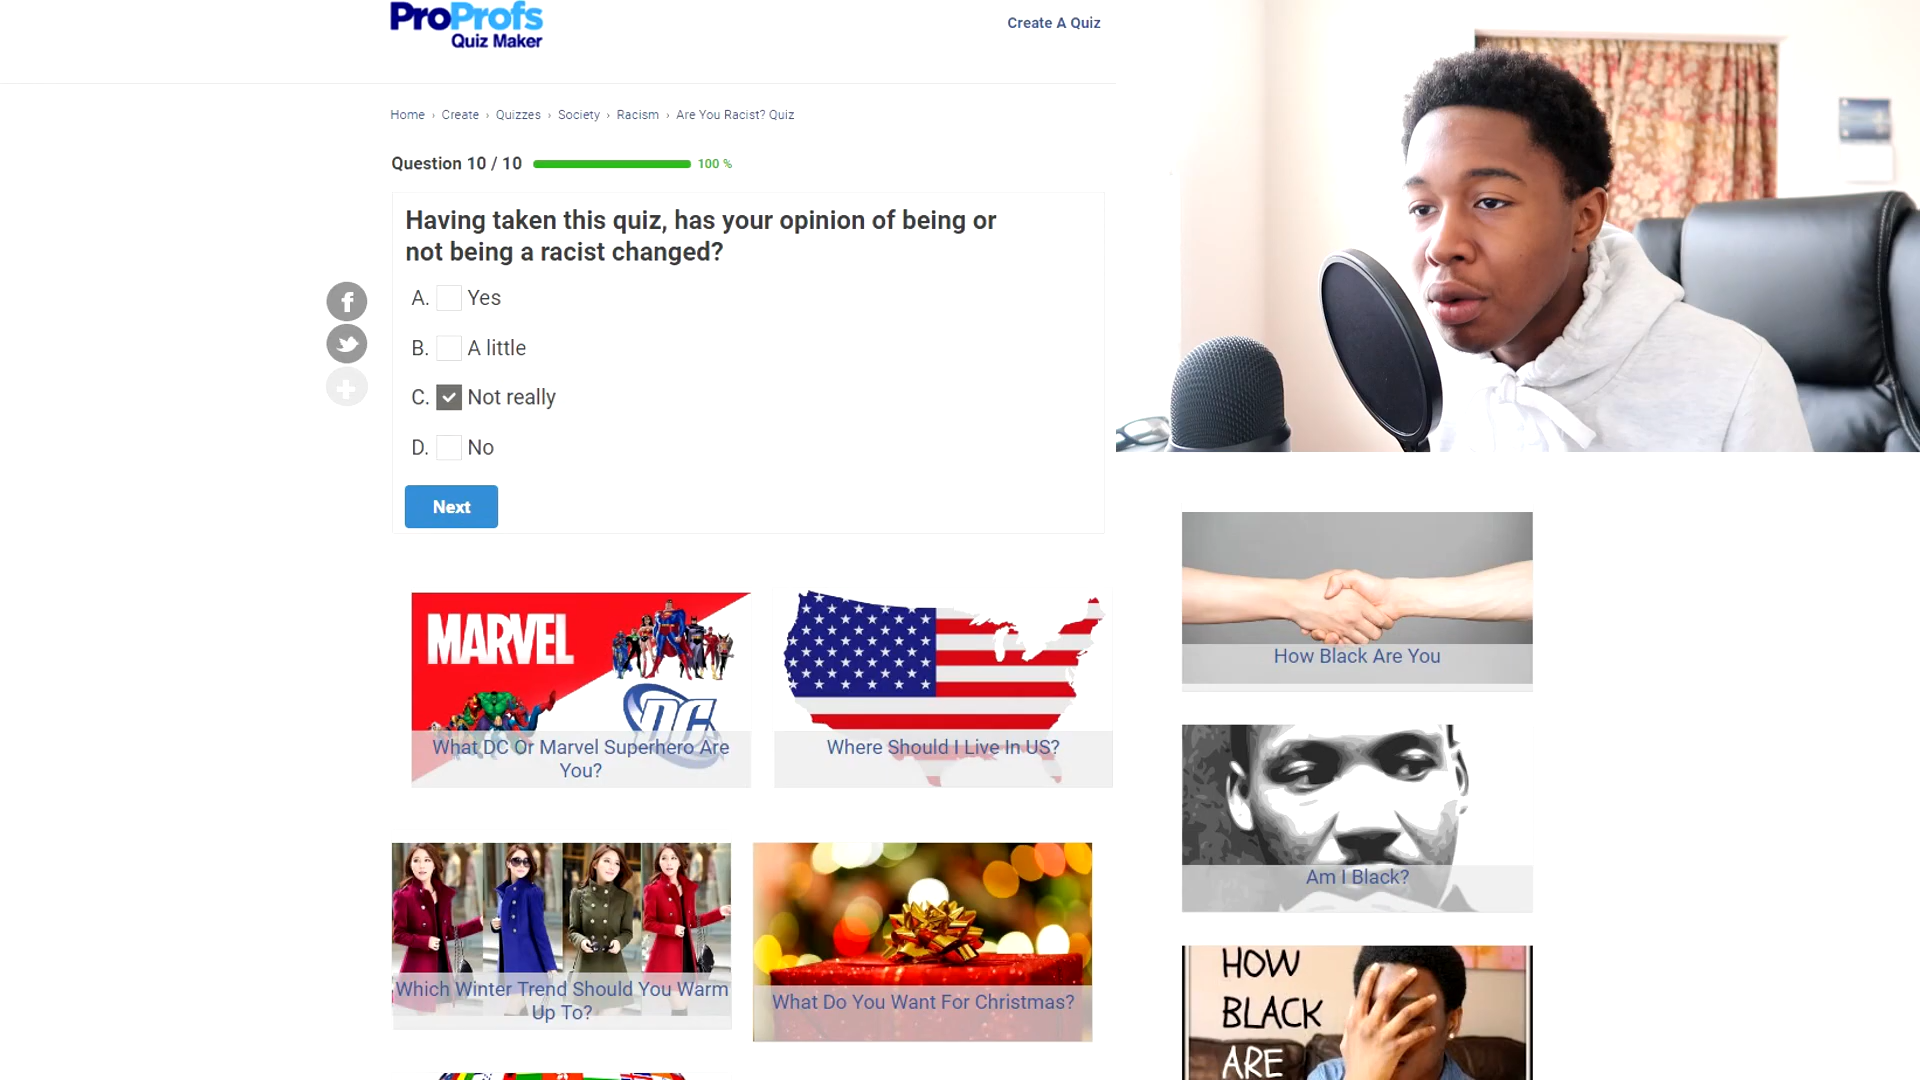 ProProfs
Quiz Maker
Create A Quiz
Home › Create › Quizzes › Society › Racism › Are You Racist? Quiz
Question 10 / 10 100 %
Having taken this quiz, has your opinion of being or
not being a racist changed?
A. Yes
B. A little
C. Not really
D. No
Next
MARVEL
DC
What DC Or Marvel Superhero Are
You?
Where Should I Live In US?
Which Winter Trend Should You Warm
Up To?
What Do You Want For Christmas?
How Black Are You
Am I Black?
HOW
BLACK
ARE